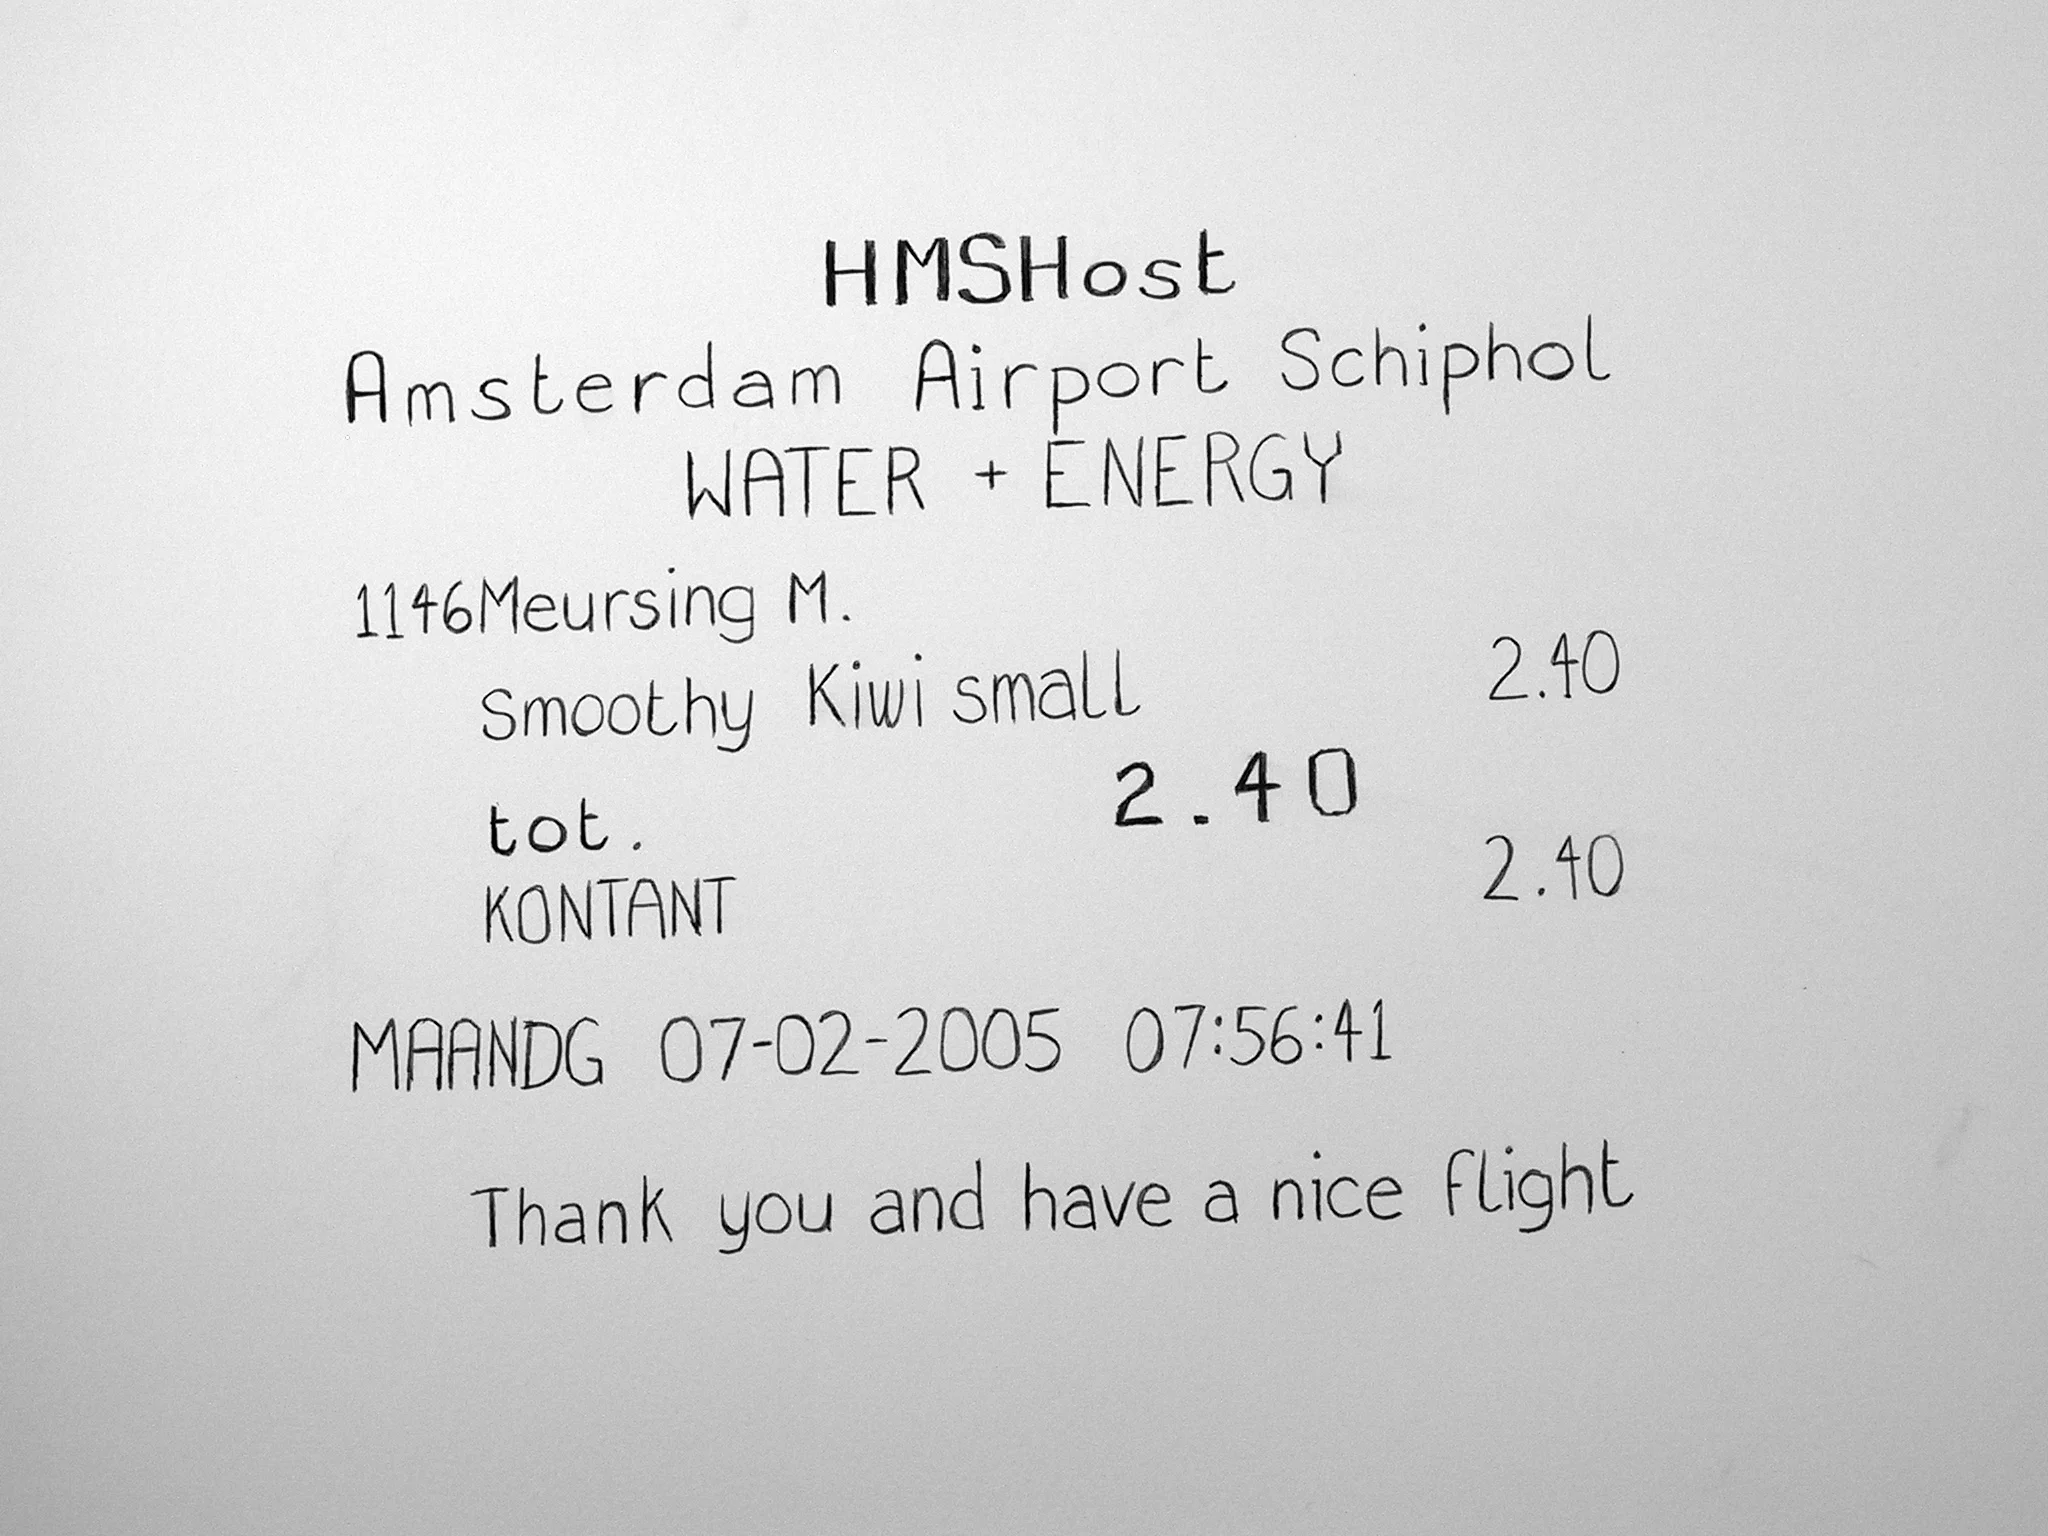 HMSHost
Amsterdam Airport Schiphol
WATER + ENERGY
1146Meursing M.
Smoothy Kiwi small 2.40
tot. 2.40
KONTANT 2.40
MAANDG 07-02-2005 07:56:41
Thank you and have a nice flight